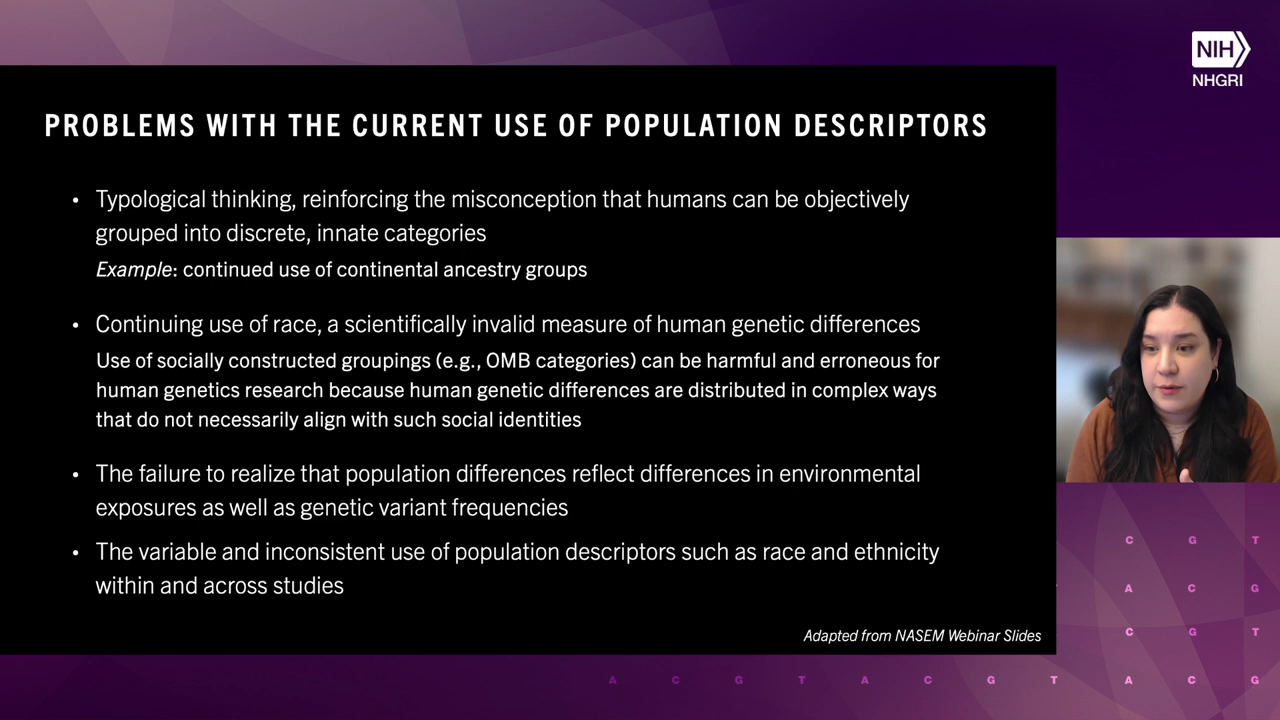 NIH
NHGRI
PROBLEMS WITH THE CURRENT USE OF POPULATION DESCRIPTORS
• Typological thinking, reinforcing the misconception that humans can be objectively
grouped into discrete, innate categories
Example: continued use of continental ancestry groups
• Continuing use of race, a scientifically invalid measure of human genetic differences
Use of socially constructed groupings (e.g., OMB categories) can be harmful and erroneous for
human genetics research because human genetic differences are distributed in complex ways
that do not necessarily align with such social identities
• The failure to realize that population differences reflect differences in environmental
exposures as well as genetic variant frequencies
• The variable and inconsistent use of population descriptors such as race and ethnicity
within and across studies
Adapted from NASEM Webinar Slides
C G T
A C G
C G T
A C G T A C G T A C G